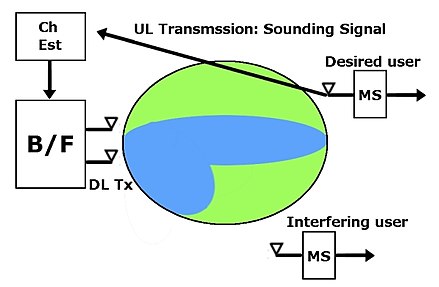 Ch
Est
UL Transmssion: Sounding Signal
Desired user
MS
B/F
DL Tx
Interfering user
MS